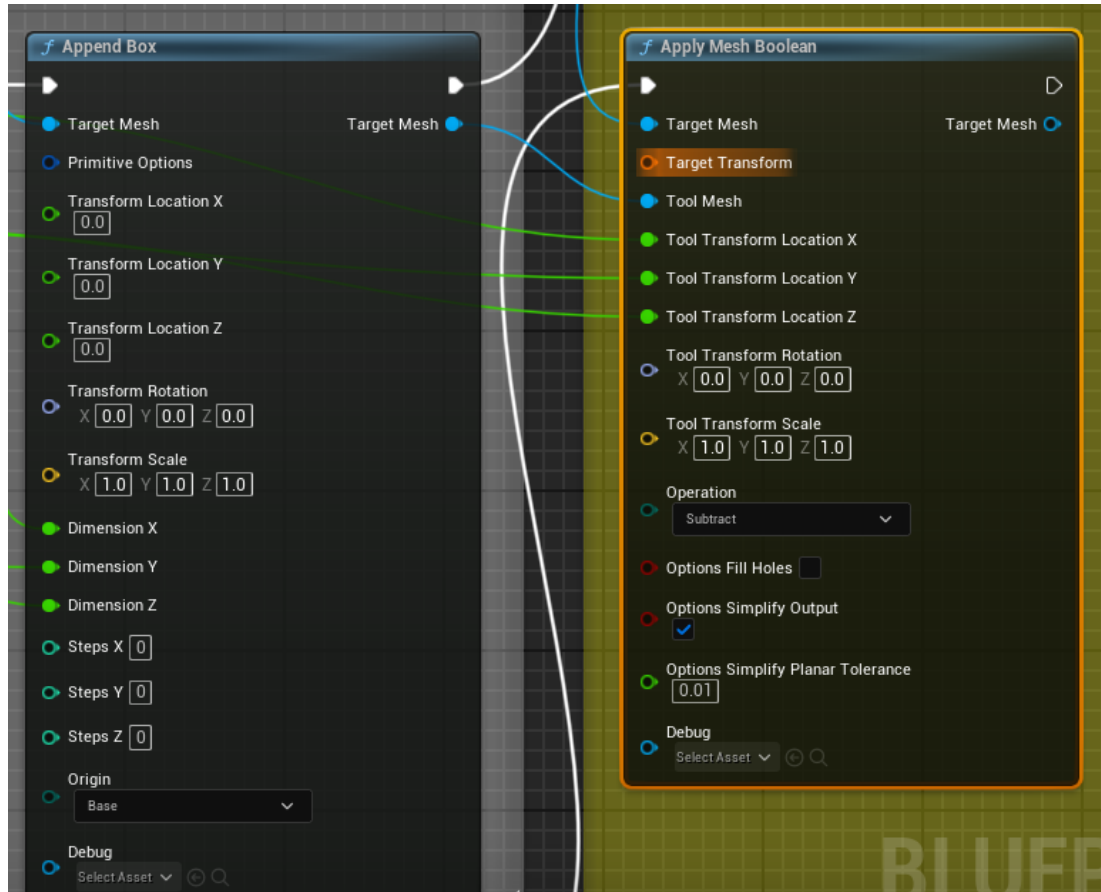 Append Box
Target Mesh Target Mesh
Primitive Options
Transform Location X
0.0
Transform Location Y
0.0
Transform Location Z
0.0
Transform Rotation
X 0.0 Y 0.0 Z 0.0
Transform Scale
X 1.0 Y 1.0 Z 1.0
Dimension X
Dimension Y
Dimension Z
Steps X 0
Steps Y 0
Steps Z 0
Origin
Base
Debug
Select Asset
Apply Mesh Boolean
Target Mesh Target Mesh
Target Transform
Tool Mesh
Tool Transform Location X
Tool Transform Location Y
Tool Transform Location Z
Tool Transform Rotation
X 0.0 Y 0.0 Z 0.0
Tool Transform Scale
X 1.0 Y 1.0 Z 1.0
Operation
Subtract
Options Fill Holes
Options Simplify Output
Options Simplify Planar Tolerance
0.01
Debug
Select Asset